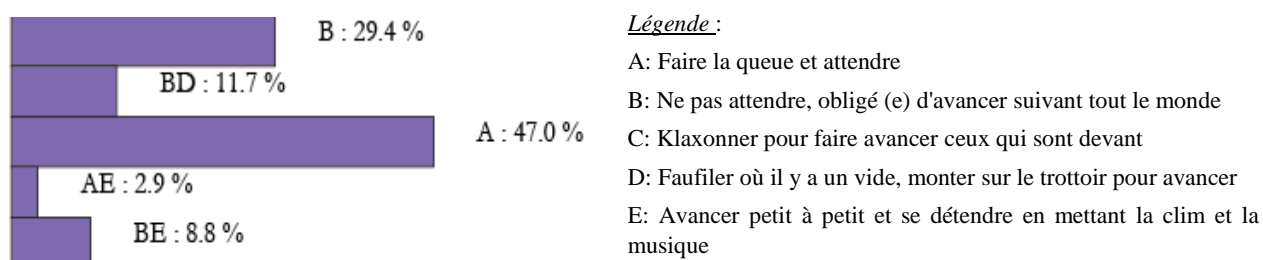 B : 29.4 %
BD : 11.7 %
A : 47.0 %
AE : 2.9 %
BE : 8.8 %
Légende :
A: Faire la queue et attendre
B: Ne pas attendre, obligé (e) d'avancer suivant tout le monde
C: Klaxonner pour faire avancer ceux qui sont devant
D: Faufiler où il y a un vide, monter sur le trottoir pour avancer
E: Avancer petit à petit et se détendre en mettant la clim et la
musique